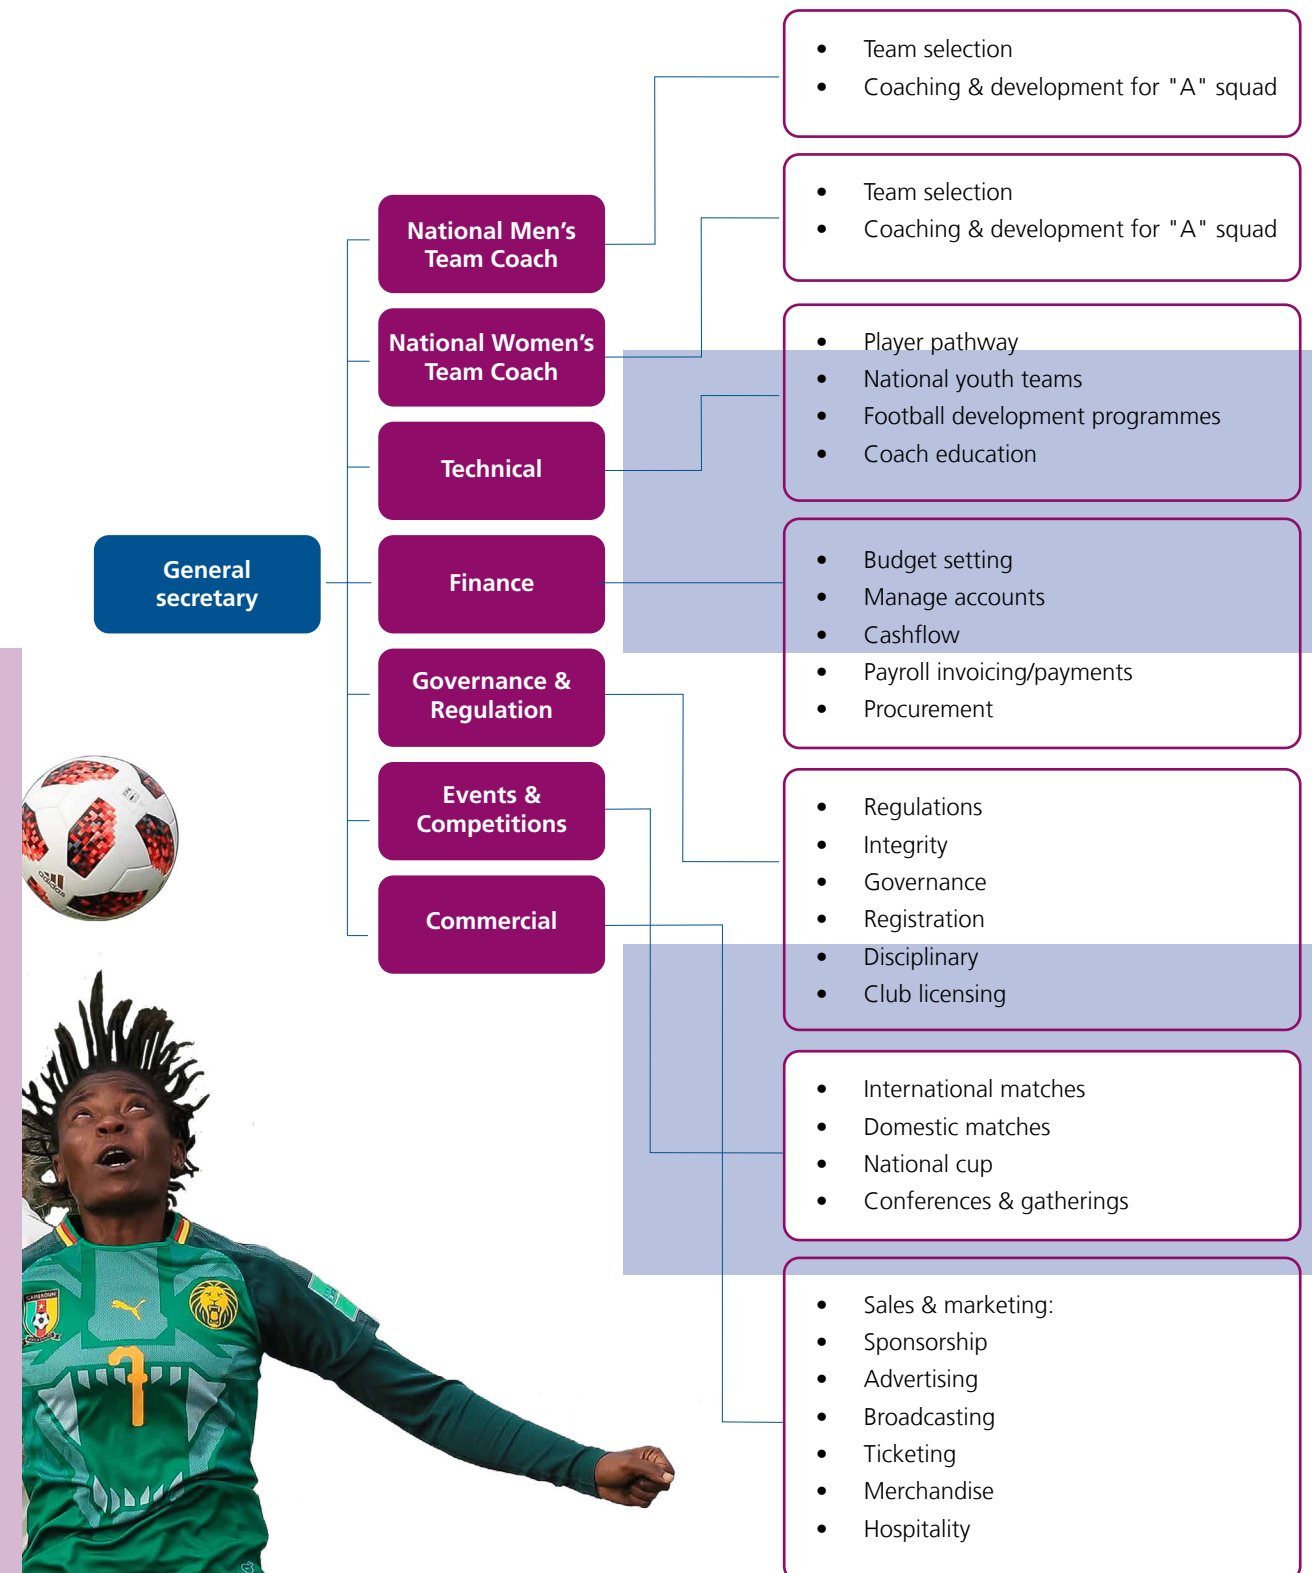 • Team selection
• Coaching & development for "A" squad
• Team selection
• Coaching & development for "A" squad
National Men’s
Team Coach
National Women’s
Team Coach
• Player pathway
• National youth teams
• Football development programmes
• Coach education
Technical
General
secretary
Finance
• Budget setting
• Manage accounts
• Cashflow
• Payroll invoicing/payments
• Procurement
Governance &
Regulation
Events &
Competitions
Commercial
• Regulations
• Integrity
• Governance
• Registration
• Disciplinary
• Club licensing
• International matches
• Domestic matches
• National cup
• Conferences & gatherings
• Sales & marketing:
• Sponsorship
• Advertising
• Broadcasting
• Ticketing
• Merchandise
• Hospitality
adidas
CAMEROUN
7